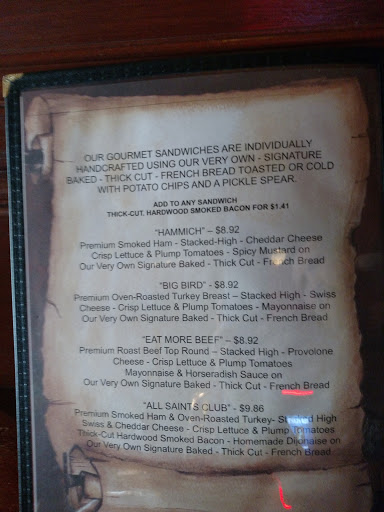 OUR GOURMET SANDWICHES ARE INDIVIDUALLY
HANDCRAFTED USING OUR VERY OWN - SIGNATURE
BAKED - THICK CUT - FRENCH BREAD TOASTED OR COLD
WITH POTATO CHIPS AND A PICKLE SPEAR.
ADD TO ANY SANDWICH
THICK-CUT, HARDWOOD SMOKED BACON FOR $1.41
"HAMMICH" – $8.92
Premium Smoked Ham - Stacked-High - Cheddar Cheese
Crisp Lettuce & Plump Tomatoes - Spicy Mustard on
Our Very Own Signature Baked - Thick Cut - French Bread
"BIG BIRD" - $8.92
Premium Oven-Roasted Turkey Breast – Stacked High - Swiss
Cheese - Crisp Lettuce & Plump Tomatoes - Mayonnaise on
Our Very Own Signature Baked - Thick Cut - French Bread
"EAT MORE BEEF" – $8.92
Premium Roast Beef Top Round – Stacked High - Provolone
Cheese - Crisp Lettuce & Plump Tomatoes
Mayonnaise & Horseradish Sauce on
Our Very Own Signature Baked - Thick Cut - French Bread
"ALL SAINTS CLUB" - $9.86
Premium Smoked Ham & Oven-Roasted Turkey- Stacked High
Swiss & Cheddar Cheese - Crisp Lettuce & Plump Tomatoes
Thick-Cut Hardwood Smoked Bacon - Homemade Dijonaise on
Our Very Own Signature Baked - Thick Cut - French Bread